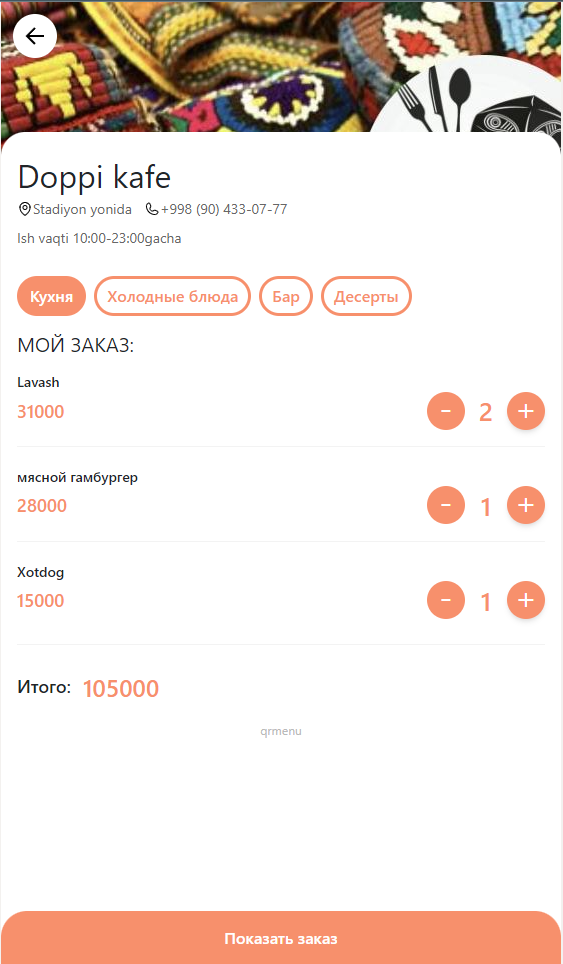 Doppi kafe
Stadiyon yonida +998 (90) 433-07-77
Ish vaqti 10:00-23:00gacha
Кухня Холодные блюда Бар Десерты
МОЙ ЗАКАЗ:
Lavash
31000 - 2 +
мясной гамбургер
28000 - 1 +
Xotdog
15000 - 1 +
Итого: 105000
qrmenu
Показать заказ